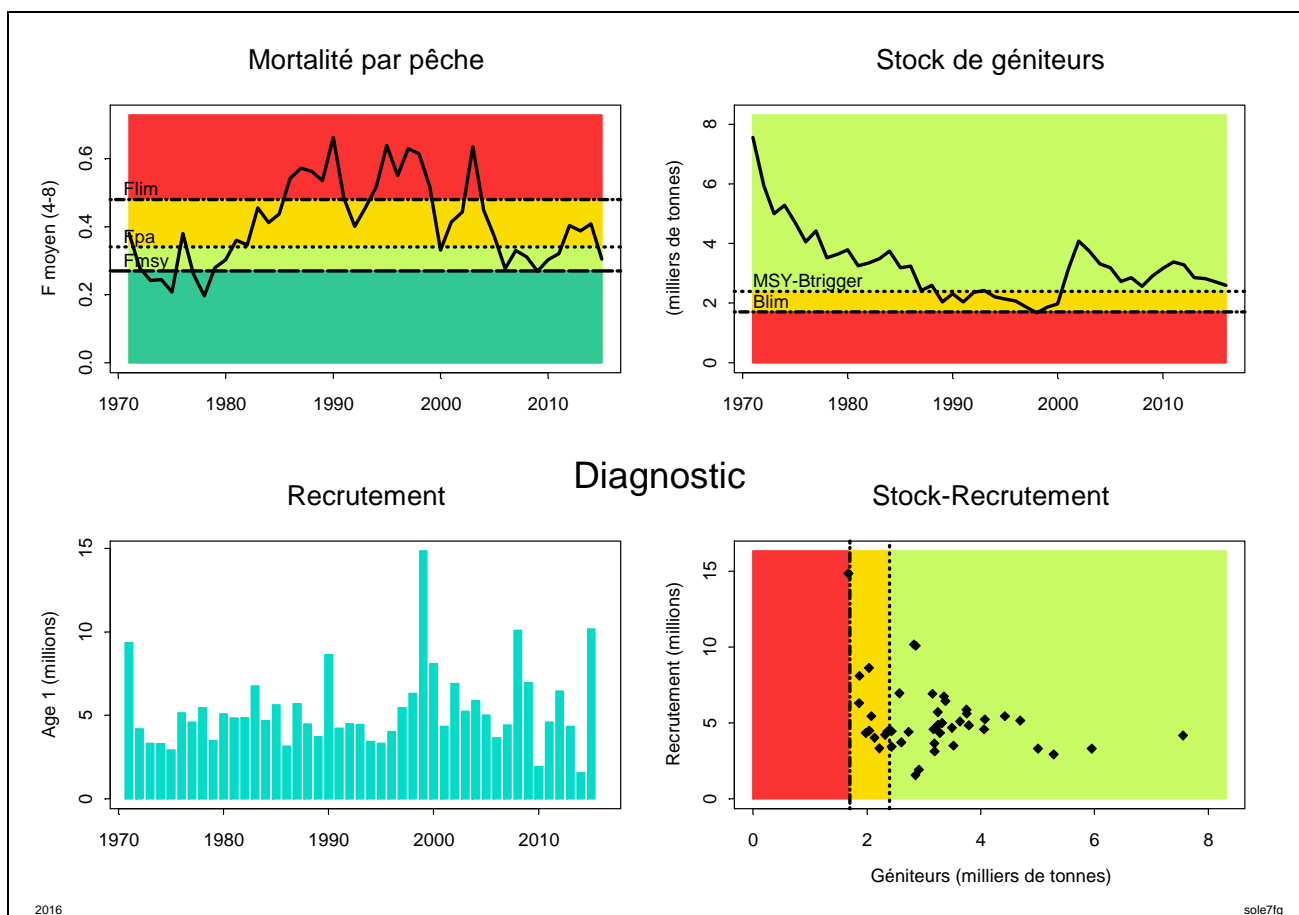 Mortalité par pêche
F moyen (4-8)
0.0
0.2
0.4
0.6
Flim
Fpa
Fmsy
1970
1980
1990
2000
2010
Stock de géniteurs
(milliers de tonnes)
0
2
4
6
8
MSY-Btrigger
Blim
1970
1980
1990
2000
2010
Diagnostic
Recrutement
Age 1 (millions)
0
5
10
15
1970
1980
1990
2000
2010
Stock-Recrutement
Recrutement (millions)
0
5
10
15
0
2
4
6
8
Géniteurs (milliers de tonnes)
2016
sole7fg